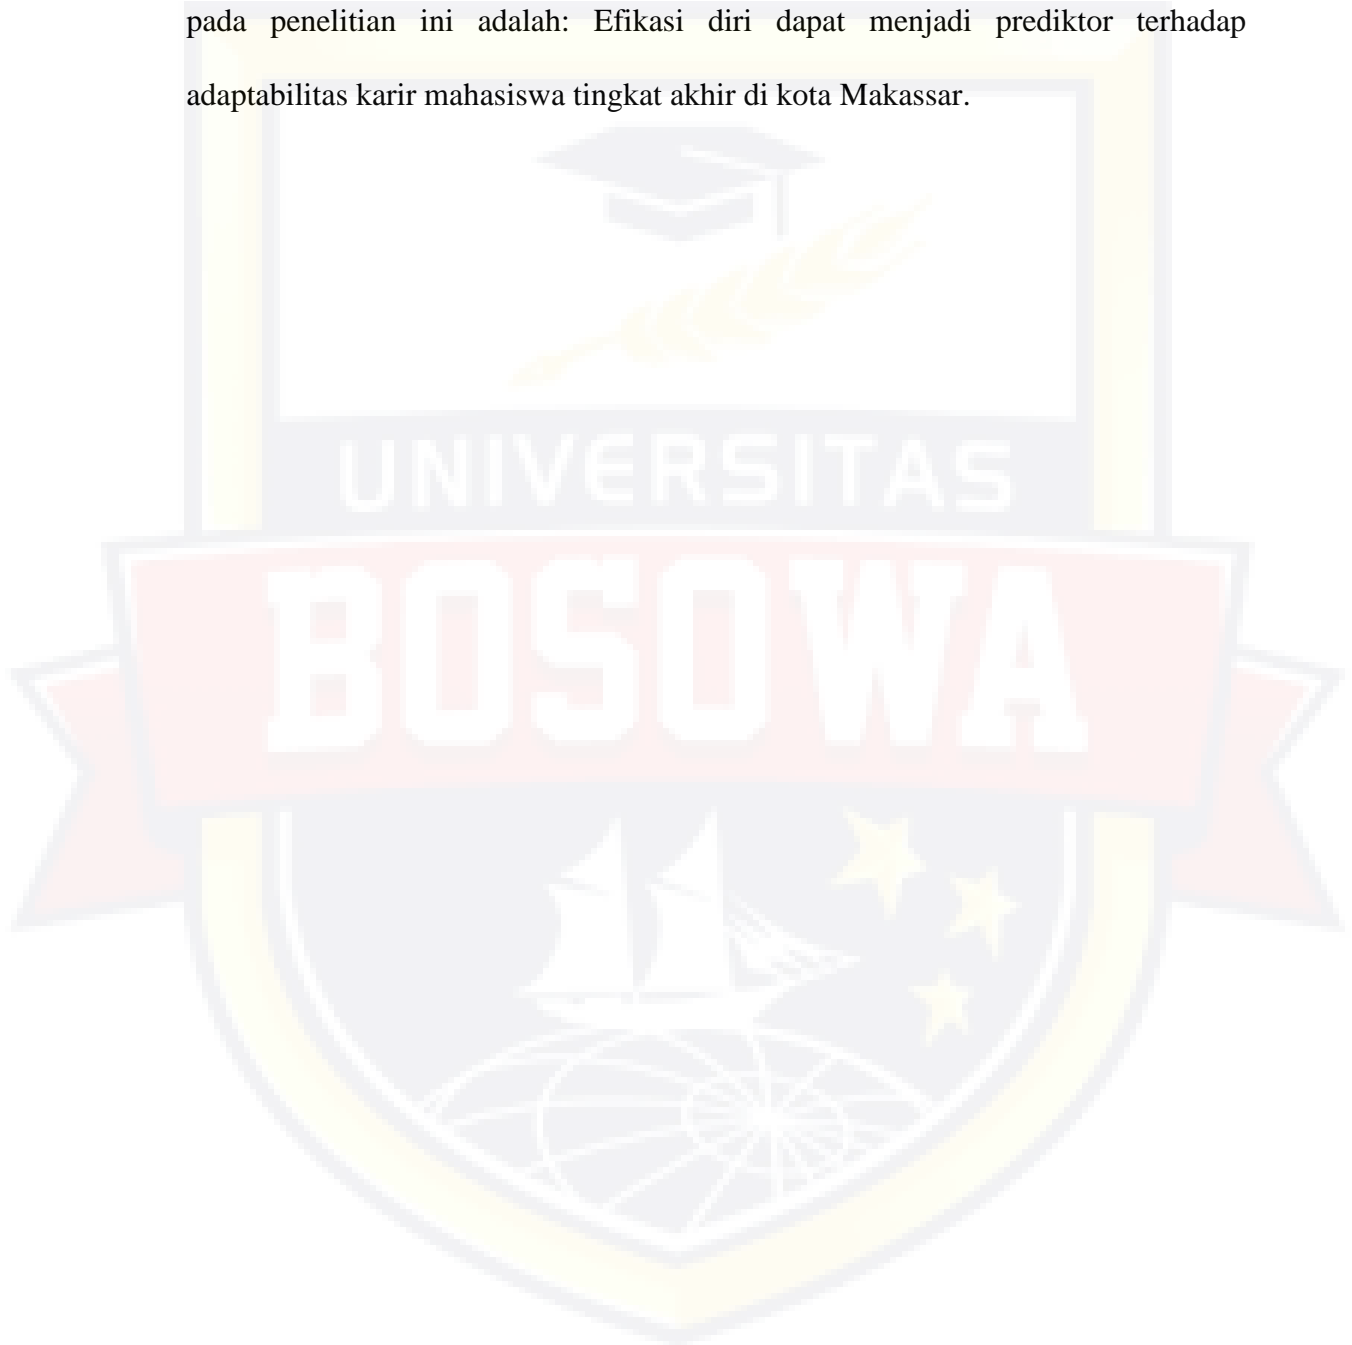 pada penelitian ini adalah: Efikasi diri dapat menjadi prediktor terhadap
adaptabilitas karir mahasiswa tingkat akhir di kota Makassar.
UNIVERSITAS
BOSOWA